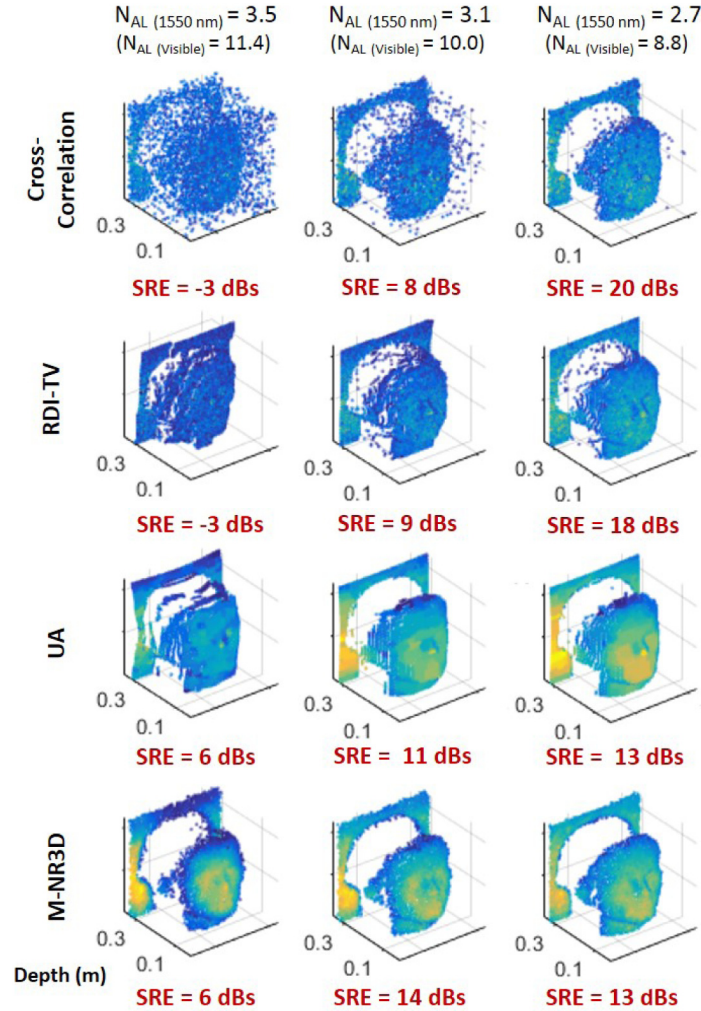 N_AL (1550 nm) = 3.5 N_AL (1550 nm) = 3.1 N_AL (1550 nm) = 2.7
(N_AL (Visible) = 11.4) (N_AL (Visible) = 10.0) (N_AL (Visible) = 8.8)
Cross-
Correlation
0.3 0.3 0.3
0.1 0.1 0.1
SRE = -3 dBs SRE = 8 dBs SRE = 20 dBs
RDI-TV
0.3 0.3 0.3
0.1 0.1 0.1
SRE = -3 dBs SRE = 9 dBs SRE = 18 dBs
UA
0.3 0.3 0.3
0.1 0.1 0.1
SRE = 6 dBs SRE = 11 dBs SRE = 13 dBs
M-NR3D
0.3 0.3 0.3
Depth (m) 0.1 0.1 0.1
SRE = 6 dBs SRE = 14 dBs SRE = 13 dBs